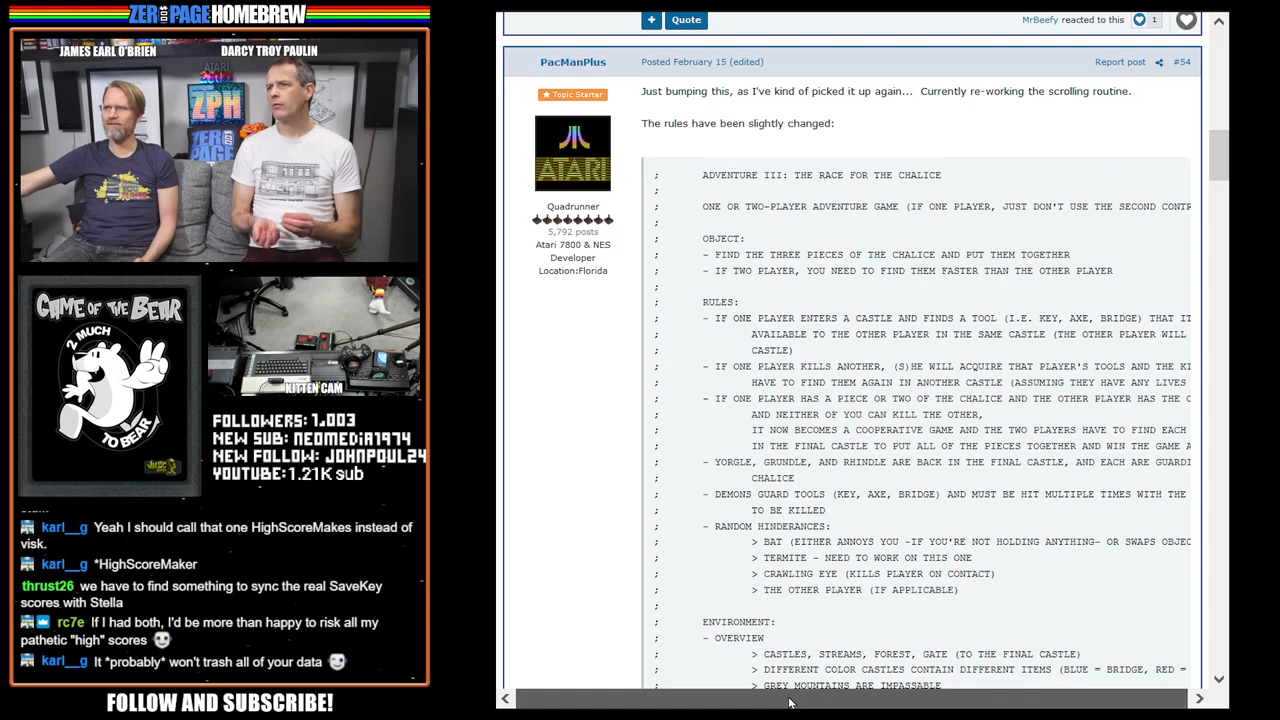 ZERO PAGE HOMEBREW
JAMES EARL O'BRIEN
DARCY TROY PAULIN
ATARI
2600
ZPH
ZERO
PAGE
GAME OF THE BEAR
2 MUCH
TO BEAR
KITTEN CAM
FOLLOWERS: 1,003
NEW SUB: NEOMEDIA1974
NEW FOLLOW: JOHNPOUL24
YOUTUBE: 1.21K sub
karl__g Yeah I should call that one HighScoreMakes instead of
visk.
karl__g *HighScoreMaker
thrust26 we have to find something to sync the real SaveKey
scores with Stella
rc7e If I had both, I'd be more than happy to risk all my
pathetic "high" scores
karl__g It *probably* won't trash all of your data
FOLLOW AND SUBSCRIBE!
+ Quote
MrBeefy reacted to this
1
PacManPlus
Posted February 15 (edited)
Report post
#54
Topic Starter
ATARI
Quadrunner
5,792 posts
Atari 7800 & NES
Developer
Location:Florida
Just bumping this, as I've kind of picked it up again... Currently re-working the scrolling routine.
The rules have been slightly changed:
; ADVENTURE III: THE RACE FOR THE CHALICE
;
; ONE OR TWO-PLAYER ADVENTURE GAME (IF ONE PLAYER, JUST DON'T USE THE SECOND CONTR
;
; OBJECT:
; - FIND THE THREE PIECES OF THE CHALICE AND PUT THEM TOGETHER
; - IF TWO PLAYER, YOU NEED TO FIND THEM FASTER THAN THE OTHER PLAYER
;
; RULES:
; - IF ONE PLAYER ENTERS A CASTLE AND FINDS A TOOL (I.E. KEY, AXE, BRIDGE) THAT IT
; AVAILABLE TO THE OTHER PLAYER IN THE SAME CASTLE (THE OTHER PLAYER WILL
; CASTLE)
; - IF ONE PLAYER KILLS ANOTHER, (S)HE WILL ACQUIRE THAT PLAYER'S TOOLS AND THE KI
; HAVE TO FIND THEM AGAIN IN ANOTHER CASTLE (ASSUMING THEY HAVE ANY LIVES
; - IF ONE PLAYER HAS A PIECE OR TWO OF THE CHALICE AND THE OTHER PLAYER HAS THE C
; AND NEITHER OF YOU CAN KILL THE OTHER,
; IT NOW BECOMES A COOPERATIVE GAME AND THE TWO PLAYERS HAVE TO FIND EACH
; IN THE FINAL CASTLE TO PUT ALL OF THE PIECES TOGETHER AND WIN THE GAME A
; - YORGLE, GRUNDLE, AND RHINDLE ARE BACK IN THE FINAL CASTLE, AND EACH ARE GUARDI
; CHALICE
; - DEMONS GUARD TOOLS (KEY, AXE, BRIDGE) AND MUST BE HIT MULTIPLE TIMES WITH THE
; TO BE KILLED
; - RANDOM HINDERANCES:
; > BAT (EITHER ANNOYS YOU -IF YOU'RE NOT HOLDING ANYTHING- OR SWAPS OBJEC
; > TERMITE - NEED TO WORK ON THIS ONE
; > CRAWLING EYE (KILLS PLAYER ON CONTACT)
; > THE OTHER PLAYER (IF APPLICABLE)
;
; ENVIRONMENT:
; - OVERVIEW
; > CASTLES, STREAMS, FOREST, GATE (TO THE FINAL CASTLE)
; > DIFFERENT COLOR CASTLES CONTAIN DIFFERENT ITEMS (BLUE = BRIDGE, RED =
; > GREY MOUNTAINS ARE IMPASSABLE